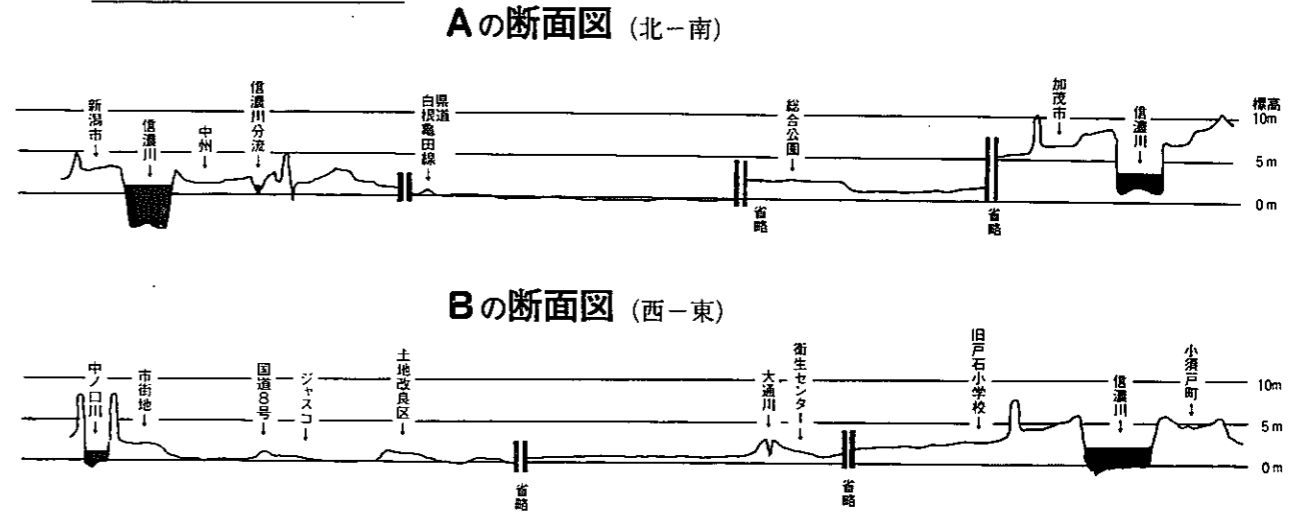 Aの断面図 (北－南)
新潟市
信濃川
中州
信濃川分流
県道
白根亀田線
総合公園
加茂市
信濃川
標高
10m
5m
0m
省略
省略
Bの断面図 (西－東)
中ノ口川
市街地
国道8号
ジャスコ
土地改良区
大通川
衛生センター
旧戸石小学校
信濃川
小須戸町
10m
5m
0m
省略
省略